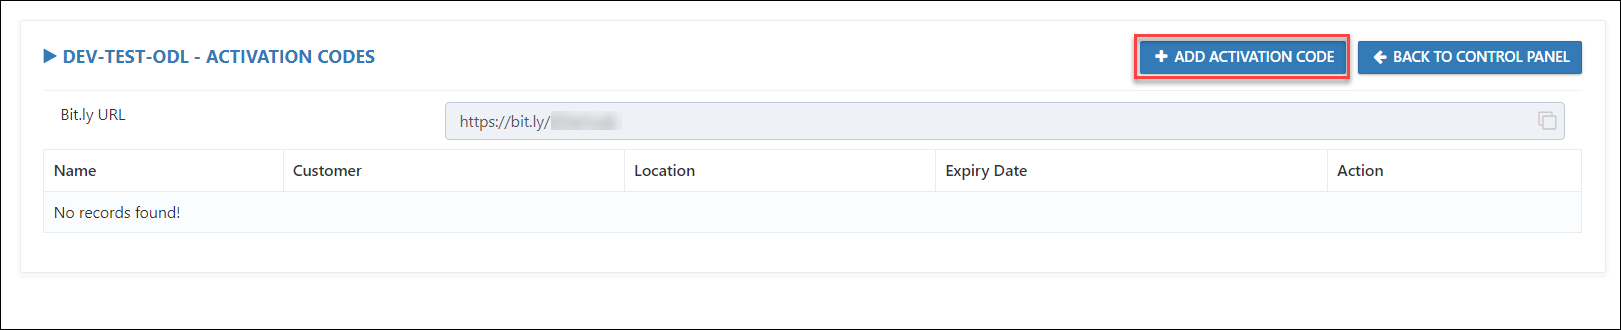 DEV-TEST-ODL - ACTIVATION CODES
ADD ACTIVATION CODE
BACK TO CONTROL PANEL
Bit.ly URL
https://bit.ly/
Name Customer Location Expiry Date Action
No records found!